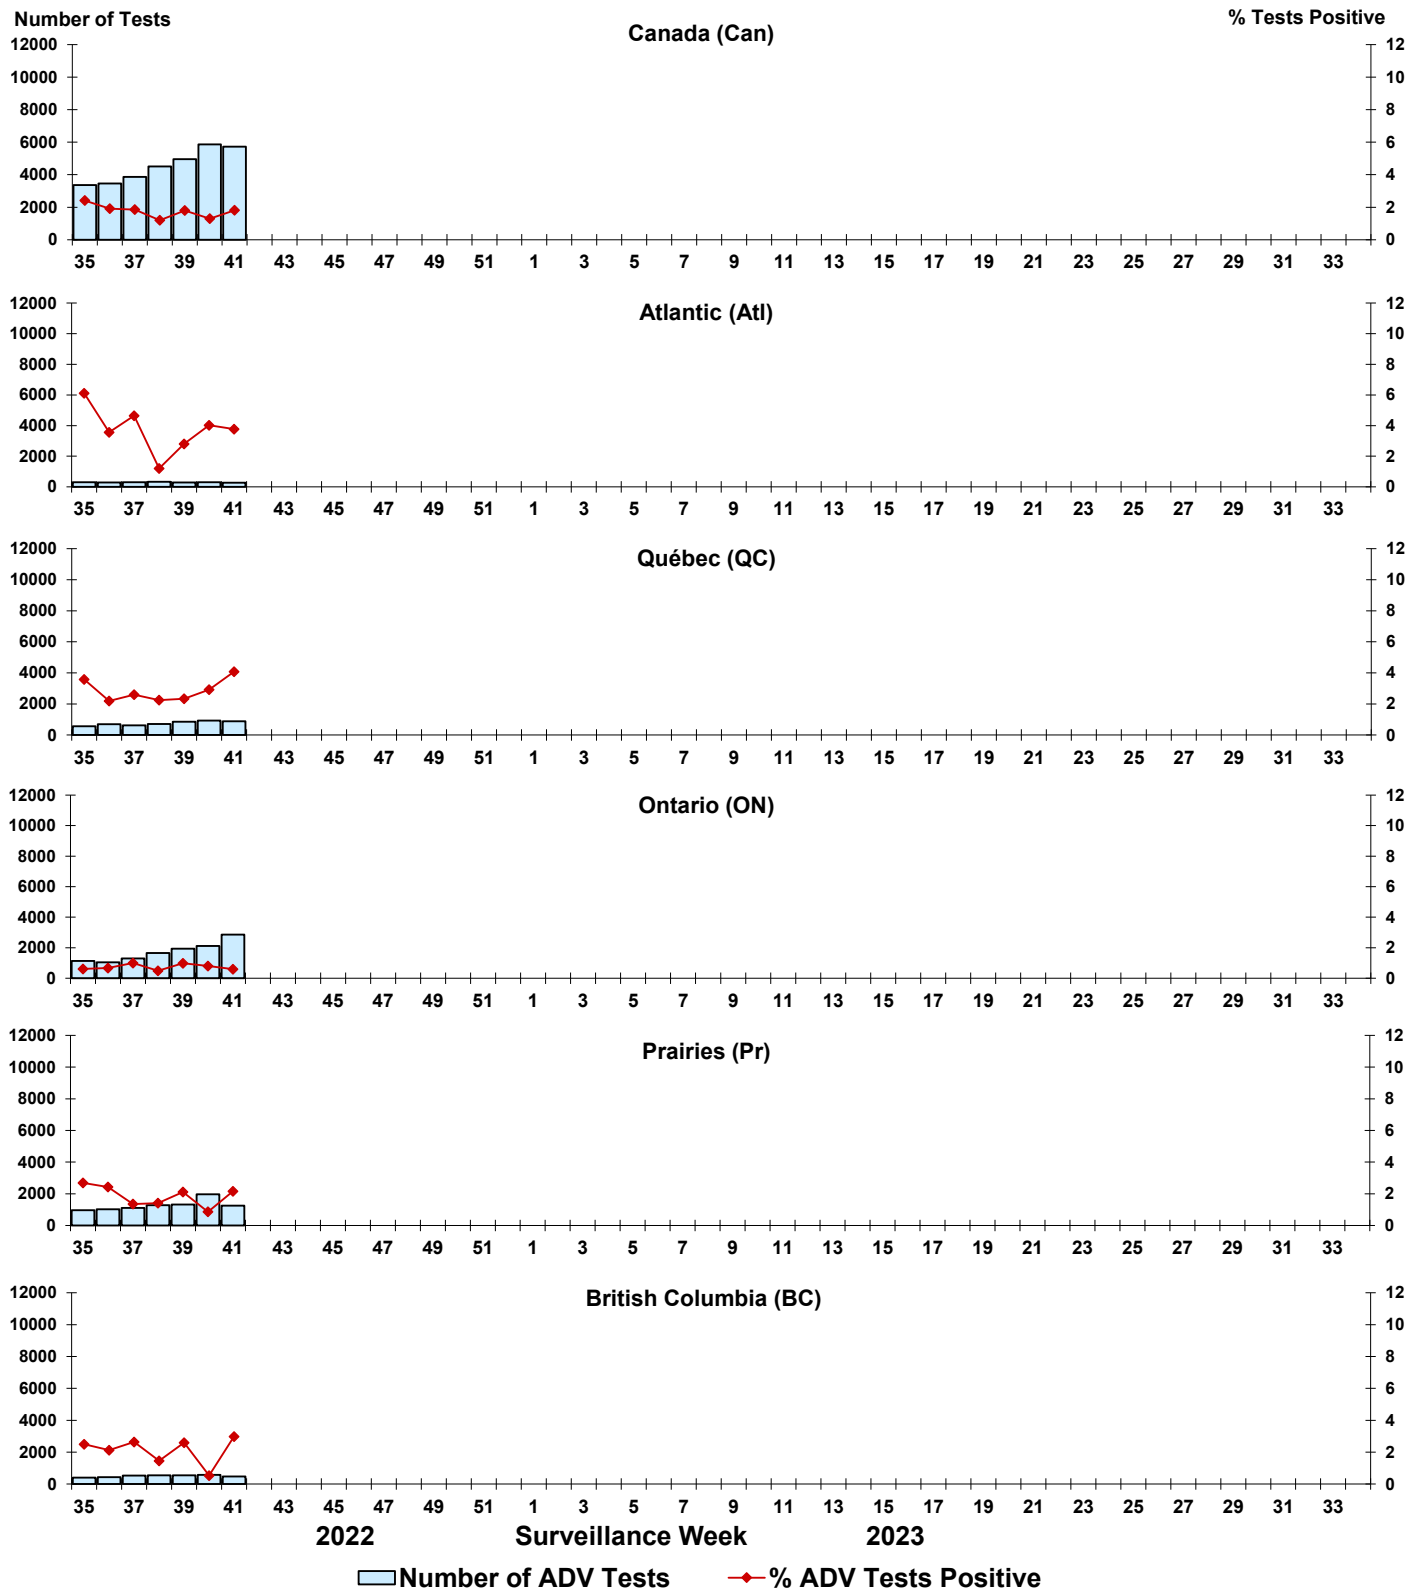 Number of Tests % Tests Positive
Canada (Can)
12000 12
10000 10
8000 8
6000 6
4000 4
2000 2
0 0
35 37 39 41 43 45 47 49 51 1 3 5 7 9 11 13 15 17 19 21 23 25 27 29 31 33
Atlantic (Atl)
12000 12
10000 10
8000 8
6000 6
4000 4
2000 2
0 0
35 37 39 41 43 45 47 49 51 1 3 5 7 9 11 13 15 17 19 21 23 25 27 29 31 33
Québec (QC)
12000 12
10000 10
8000 8
6000 6
4000 4
2000 2
0 0
35 37 39 41 43 45 47 49 51 1 3 5 7 9 11 13 15 17 19 21 23 25 27 29 31 33
Ontario (ON)
12000 12
10000 10
8000 8
6000 6
4000 4
2000 2
0 0
35 37 39 41 43 45 47 49 51 1 3 5 7 9 11 13 15 17 19 21 23 25 27 29 31 33
Prairies (Pr)
12000 12
10000 10
8000 8
6000 6
4000 4
2000 2
0 0
35 37 39 41 43 45 47 49 51 1 3 5 7 9 11 13 15 17 19 21 23 25 27 29 31 33
British Columbia (BC)
12000 12
10000 10
8000 8
6000 6
4000 4
2000 2
0 0
35 37 39 41 43 45 47 49 51 1 3 5 7 9 11 13 15 17 19 21 23 25 27 29 31 33
2022 Surveillance Week 2023
Number of ADV Tests % ADV Tests Positive